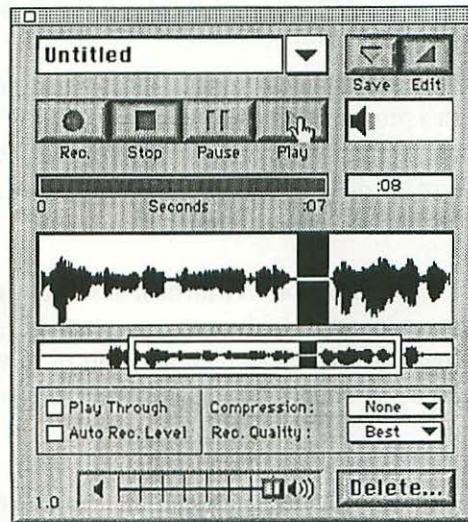 Untitled
Save Edit
Rec. Stop Pause Play
:08
0 Seconds :07
Play Through Compression: None
Auto Rec. Level Rec. Quality: Best
1.0 Delete...